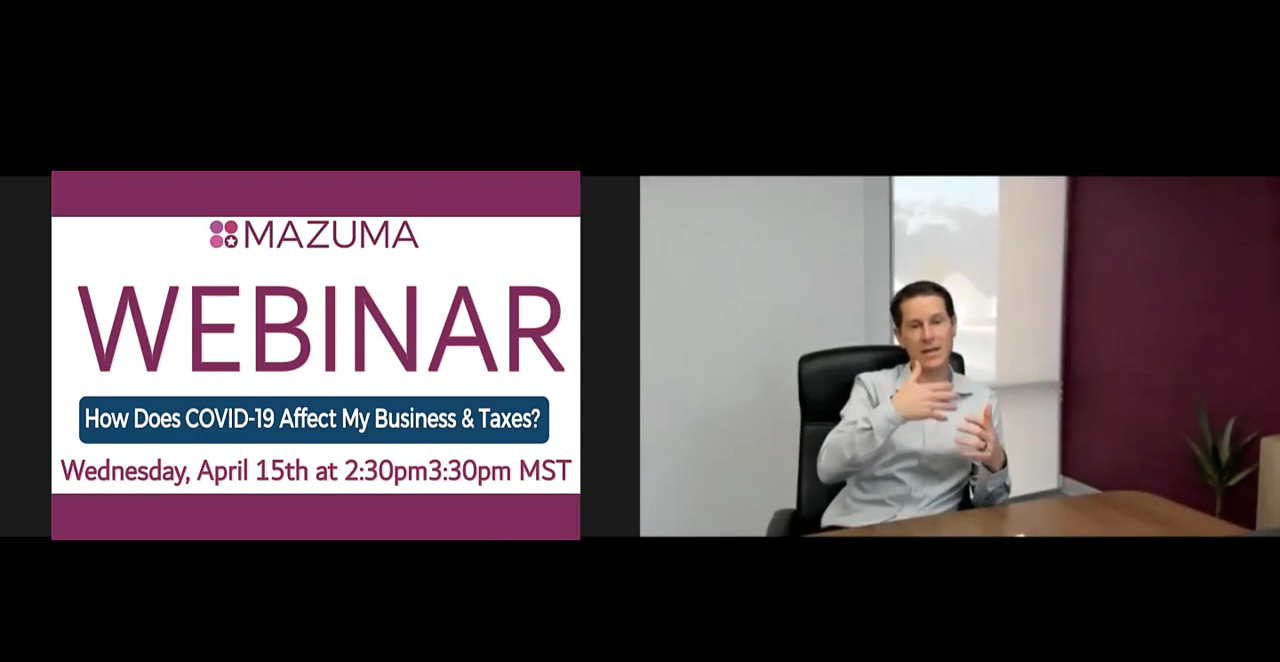 MAZUMA
WEBINAR
How Does COVID-19 Affect My Business & Taxes?
Wednesday, April 15th at 2:30pm3:30pm MST